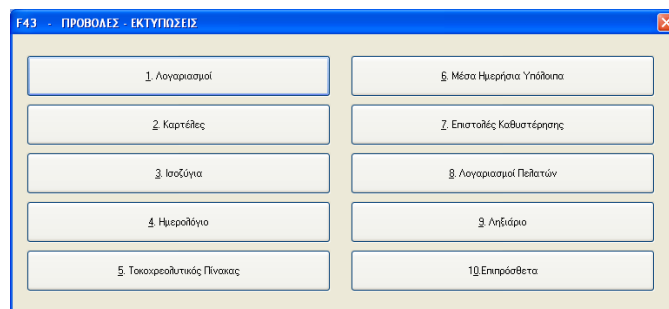 F43 - ΠΡΟΒΟΛΕΣ - ΕΚΤΥΠΩΣΕΙΣ
1. Λογαριασμοί
2. Καρτέλες
3. Ισοζύγια
4. Ημερολόγιο
5. Τοκοχρεολυτικός Πίνακας
6. Μέσα Ημερήσια Υπόλοιπα
7. Επιστολές Καθυστέρησης
8. Λογαριασμοί Πελατών
9. Ληξιάριο
10.Επιπρόσθετα